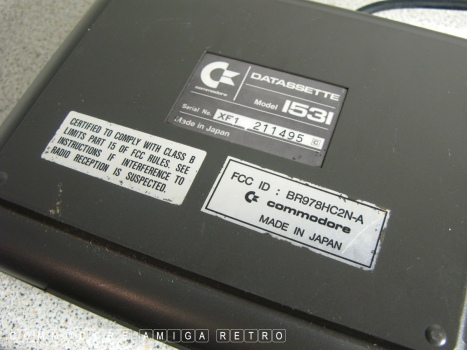 commodore
DATASSETTE
Model 1531
Serial No. XF1 211495 C
Made in Japan
CERTIFIED TO COMPLY WITH CLASS B
LIMITS PART 15 OF FCC RULES. SEE
INSTRUCTIONS IF INTERFERENCE TO
RADIO RECEPTION IS SUSPECTED.
FCC ID : BR978HC2N-A
commodore
MADE IN JAPAN
COMMODORE AMIGA RETRO